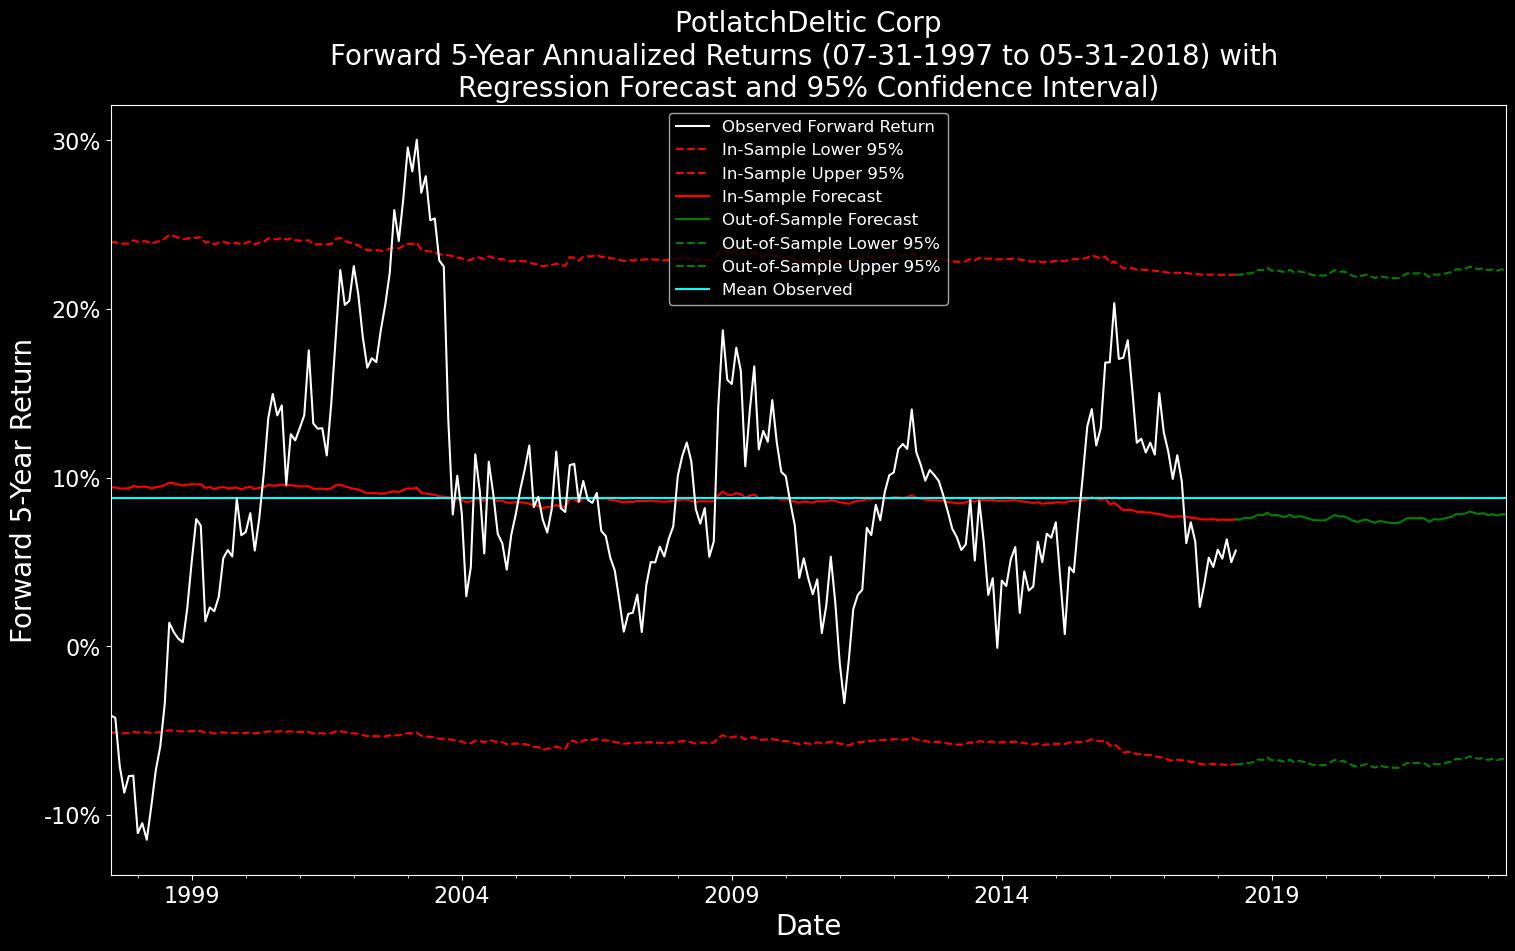 PotlatchDeltic Corp
Forward 5-Year Annualized Returns (07-31-1997 to 05-31-2018) with
Regression Forecast and 95% Confidence Interval)
Observed Forward Return
In-Sample Lower 95%
In-Sample Upper 95%
In-Sample Forecast
Out-of-Sample Forecast
Out-of-Sample Lower 95%
Out-of-Sample Upper 95%
Mean Observed
Forward 5-Year Return
30%
20%
10%
0%
-10%
1999
2004
2009
2014
2019
Date